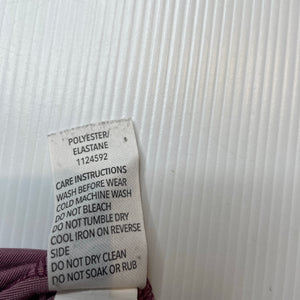 POLYESTER/
ELASTANE
1124592
CARE INSTRUCTIONS
WASH BEFORE WEAR
COLD MACHINE WASH
DO NOT BLEACH
DO NOT TUMBLE DRY
COOL IRON ON REVERSE
SIDE
DO NOT DRY CLEAN
DO NOT SOAK OR RUB